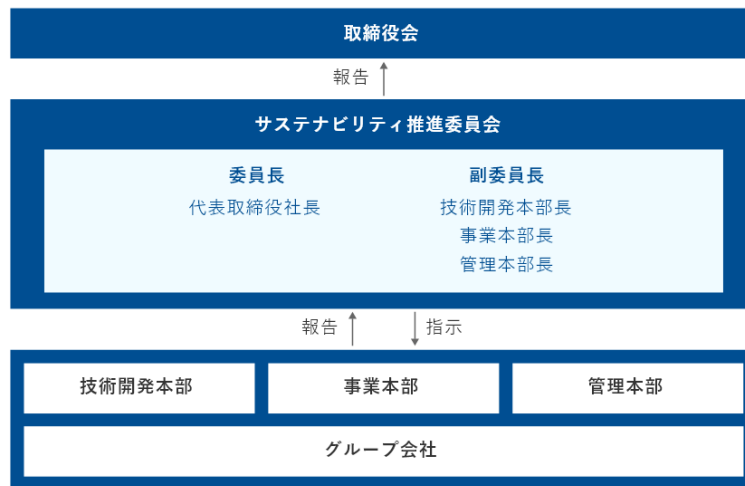 取締役会
報告
サステナビリティ推進委員会
委員長
代表取締役社長
副委員長
技術開発本部長
事業本部長
管理本部長
報告
指示
技術開発本部
事業本部
管理本部
グループ会社